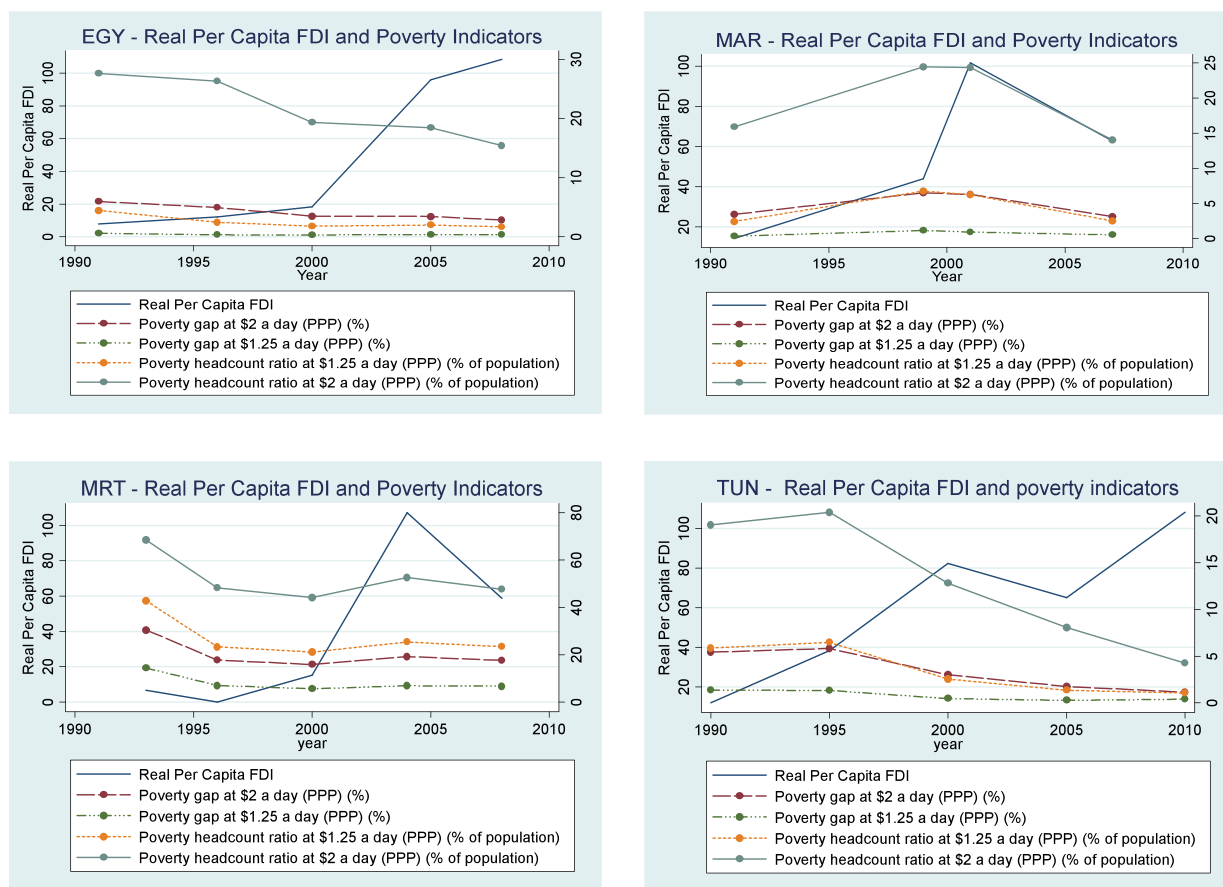 EGY - Real Per Capita FDI and Poverty Indicators
Real Per Capita FDI
100
80
60
40
20
0
30
20
10
0
1990 1995 2000 2005 2010
Year
Real Per Capita FDI
Poverty gap at $2 a day (PPP) (%)
Poverty gap at $1.25 a day (PPP) (%)
Poverty headcount ratio at $1.25 a day (PPP) (% of population)
Poverty headcount ratio at $2 a day (PPP) (% of population)
MAR - Real Per Capita FDI and Poverty Indicators
Real Per Capita FDI
100
80
60
40
20
25
20
15
10
5
0
1990 1995 2000 2005 2010
Year
Real Per Capita FDI
Poverty gap at $2 a day (PPP) (%)
Poverty gap at $1.25 a day (PPP) (%)
Poverty headcount ratio at $1.25 a day (PPP) (% of population)
Poverty headcount ratio at $2 a day (PPP) (% of population)
MRT - Real Per Capita FDI and Poverty Indicators
Real Per Capita FDI
100
80
60
40
20
0
80
60
40
20
0
1990 1995 2000 2005 2010
year
Real Per Capita FDI
Poverty gap at $2 a day (PPP) (%)
Poverty gap at $1.25 a day (PPP) (%)
Poverty headcount ratio at $1.25 a day (PPP) (% of population)
Poverty headcount ratio at $2 a day (PPP) (% of population)
TUN - Real Per Capita FDI and poverty indicators
Real Per Capita FDI
100
80
60
40
20
20
15
10
5
0
1990 1995 2000 2005 2010
year
Real Per Capita FDI
Poverty gap at $2 a day (PPP) (%)
Poverty gap at $1.25 a day (PPP) (%)
Poverty headcount ratio at $1.25 a day (PPP) (% of population)
Poverty headcount ratio at $2 a day (PPP) (% of population)